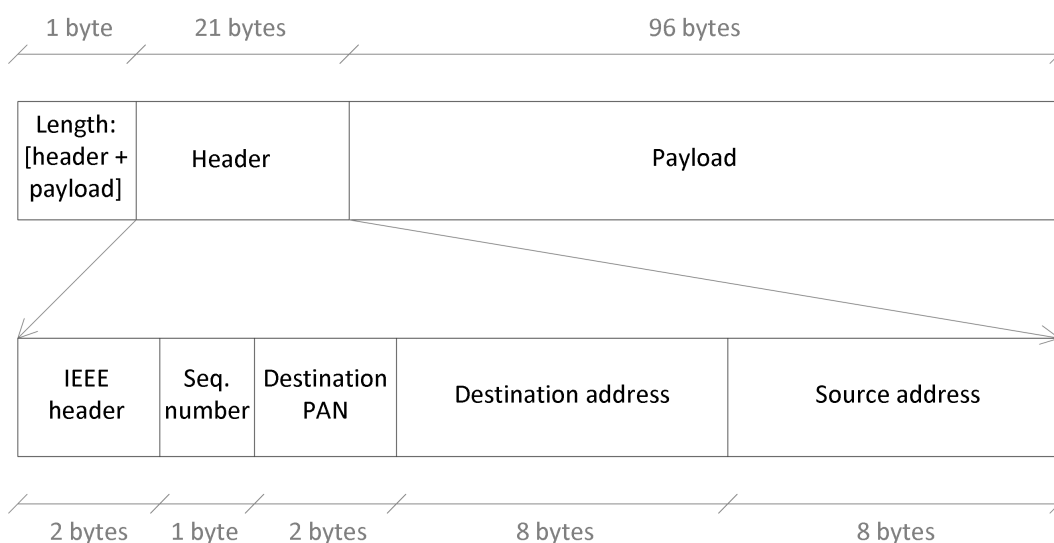 1 byte
21 bytes
96 bytes
Length:
[header +
payload]
Header
Payload
IEEE
header
Seq.
number
Destination
PAN
Destination address
Source address
2 bytes
1 byte
2 bytes
8 bytes
8 bytes